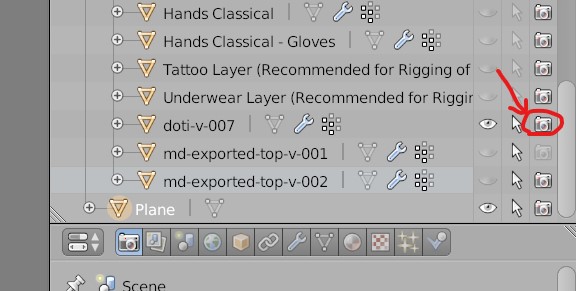 Hands Classical
Hands Classical - Gloves
Tattoo Layer (Recommended for Rigging of
Underwear Layer (Recommended for Riggir
doti-v-007
md-exported-top-v-001
md-exported-top-v-002
Plane
Scene